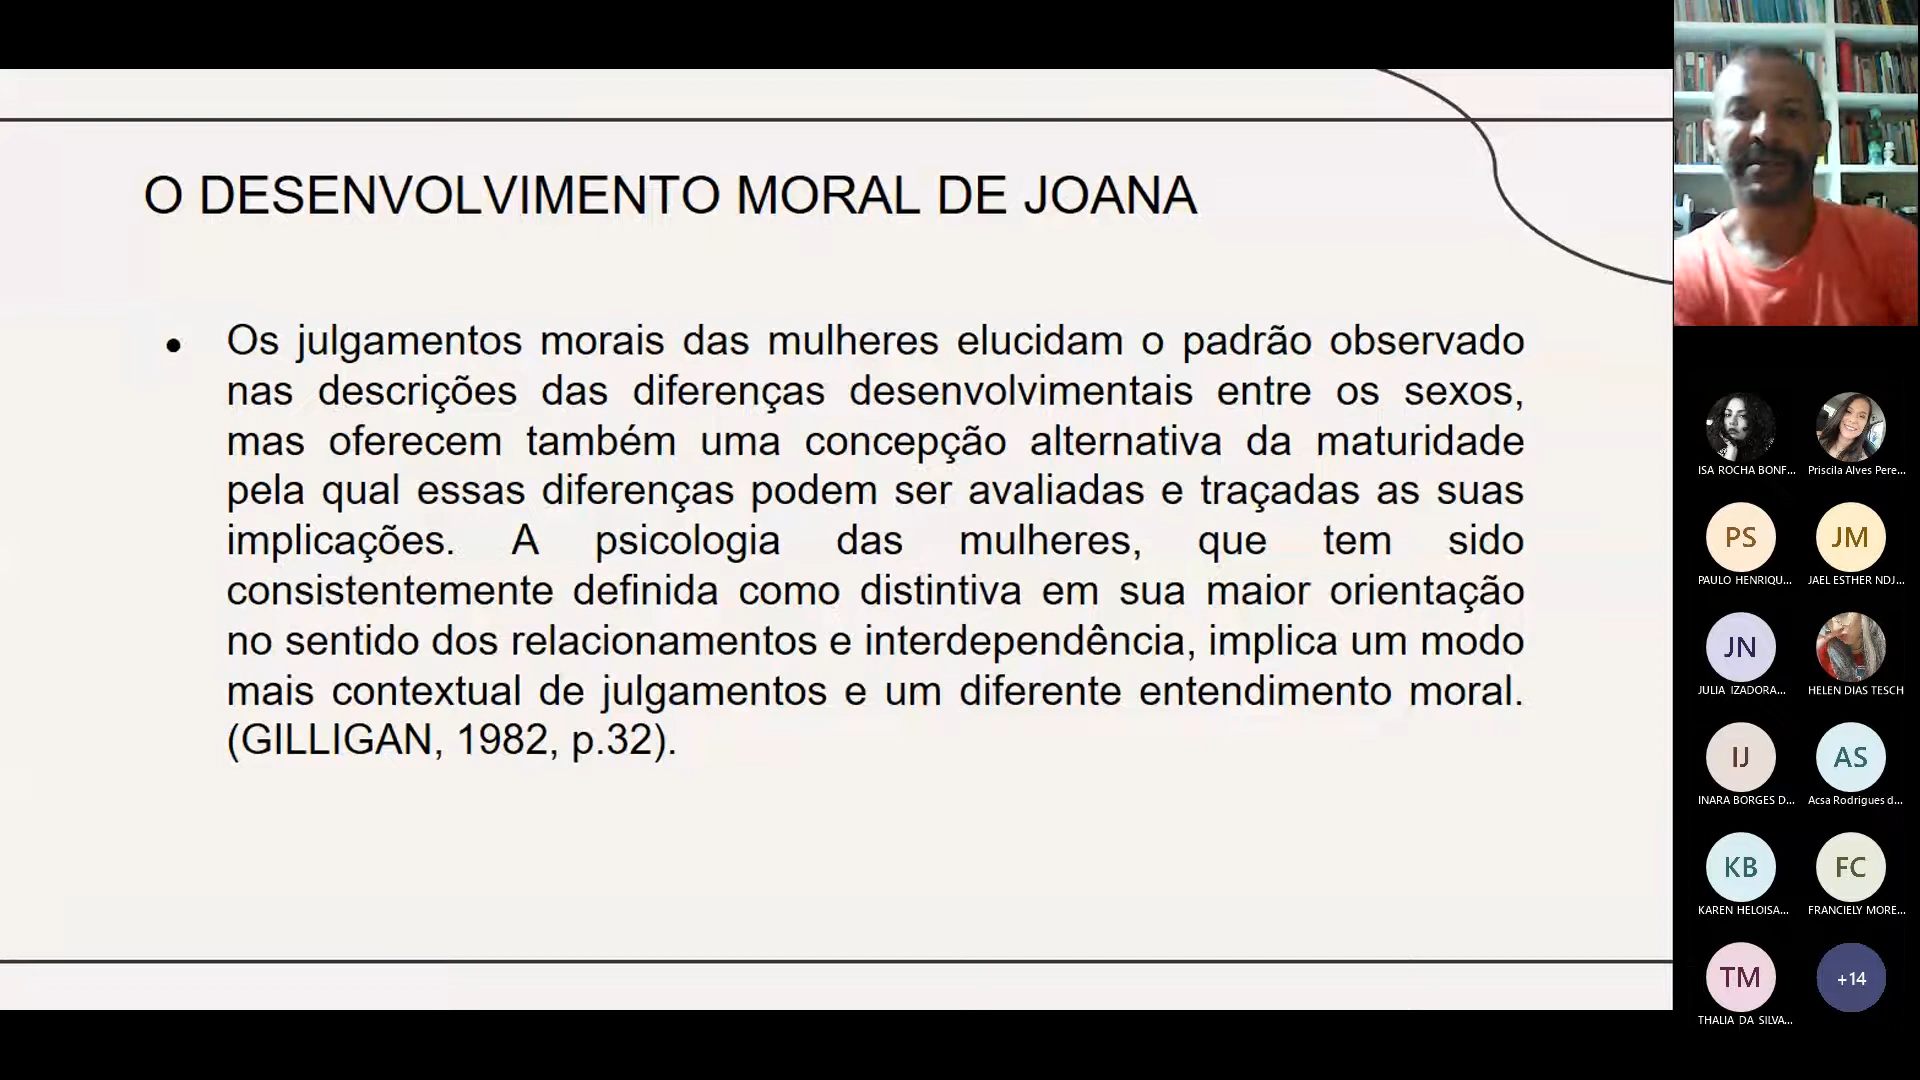 O DESENVOLVIMENTO MORAL DE JOANA
• Os julgamentos morais das mulheres elucidam o padrão observado
nas descrições das diferenças desenvolvimentais entre os sexos,
mas oferecem também uma concepção alternativa da maturidade
pela qual essas diferenças podem ser avaliadas e traçadas as suas
implicações. A psicologia das mulheres, que tem sido
consistentemente definida como distintiva em sua maior orientação
no sentido dos relacionamentos e interdependência, implica um modo
mais contextual de julgamentos e um diferente entendimento moral.
(GILLIGAN, 1982, p.32).
ISA ROCHA BONF...
Priscila Alves Pere...
PS
JM
PAULO HENRIQU...
JAEL ESTHER NDJ...
JN
JULIA IZADORA...
HELEN DIAS TESCH
IJ
AS
INARA BORGES D...
Acsa Rodrigues d...
KB
FC
KAREN HELOISA...
FRANCIELY MORE...
TM
+14
THALIA DA SILVA...